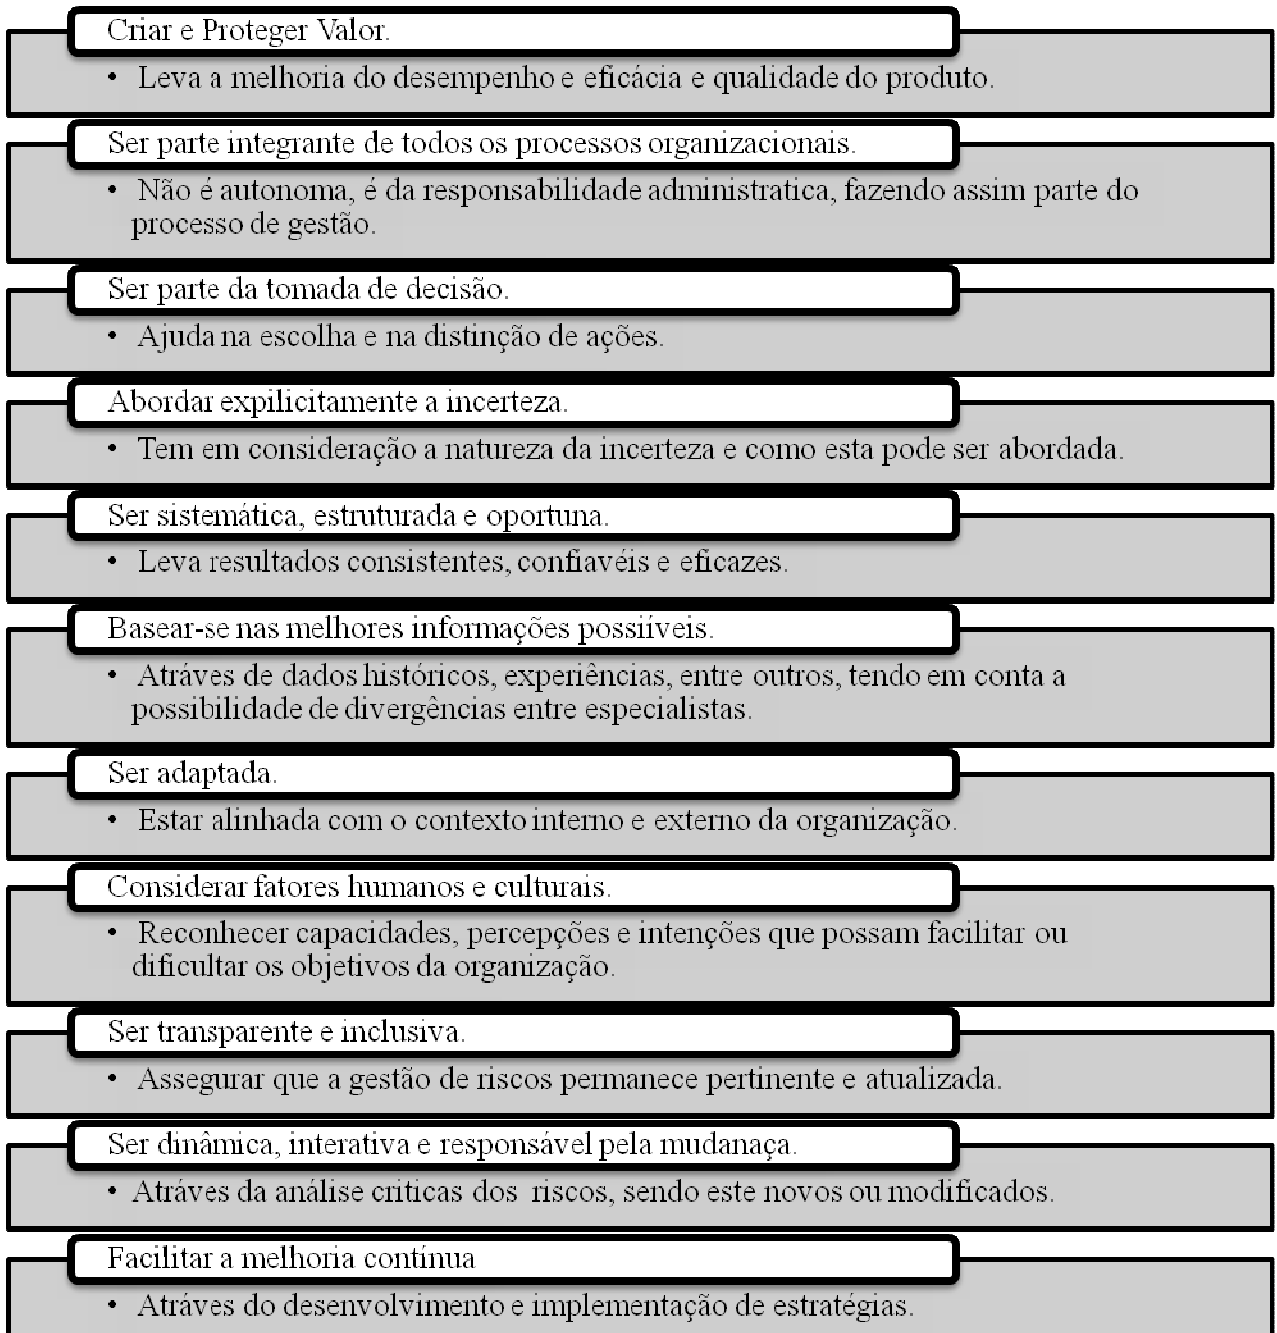 Criar e Proteger Valor.
• Leva a melhoria do desempenho e eficácia e qualidade do produto.
Ser parte integrante de todos os processos organizacionais.
• Não é autonoma, é da responsabilidade administratica, fazendo assim parte do
processo de gestão.
Ser parte da tomada de decisão.
• Ajuda na escolha e na distinção de ações.
Abordar expilicitamente a incerteza.
• Tem em consideração a natureza da incerteza e como esta pode ser abordada.
Ser sistemática, estruturada e oportuna.
• Leva resultados consistentes, confiavéis e eficazes.
Basear-se nas melhores informações possiíveis.
• Atráves de dados históricos, experiências, entre outros, tendo em conta a
possibilidade de divergências entre especialistas.
Ser adaptada.
• Estar alinhada com o contexto interno e externo da organização.
Considerar fatores humanos e culturais.
• Reconhecer capacidades, percepções e intenções que possam facilitar ou
dificultar os objetivos da organização.
Ser transparente e inclusiva.
• Assegurar que a gestão de riscos permanece pertinente e atualizada.
Ser dinâmica, interativa e responsável pela mudanaça.
• Atráves da análise criticas dos riscos, sendo este novos ou modificados.
Facilitar a melhoria contínua
• Atráves do desenvolvimento e implementação de estratégias.